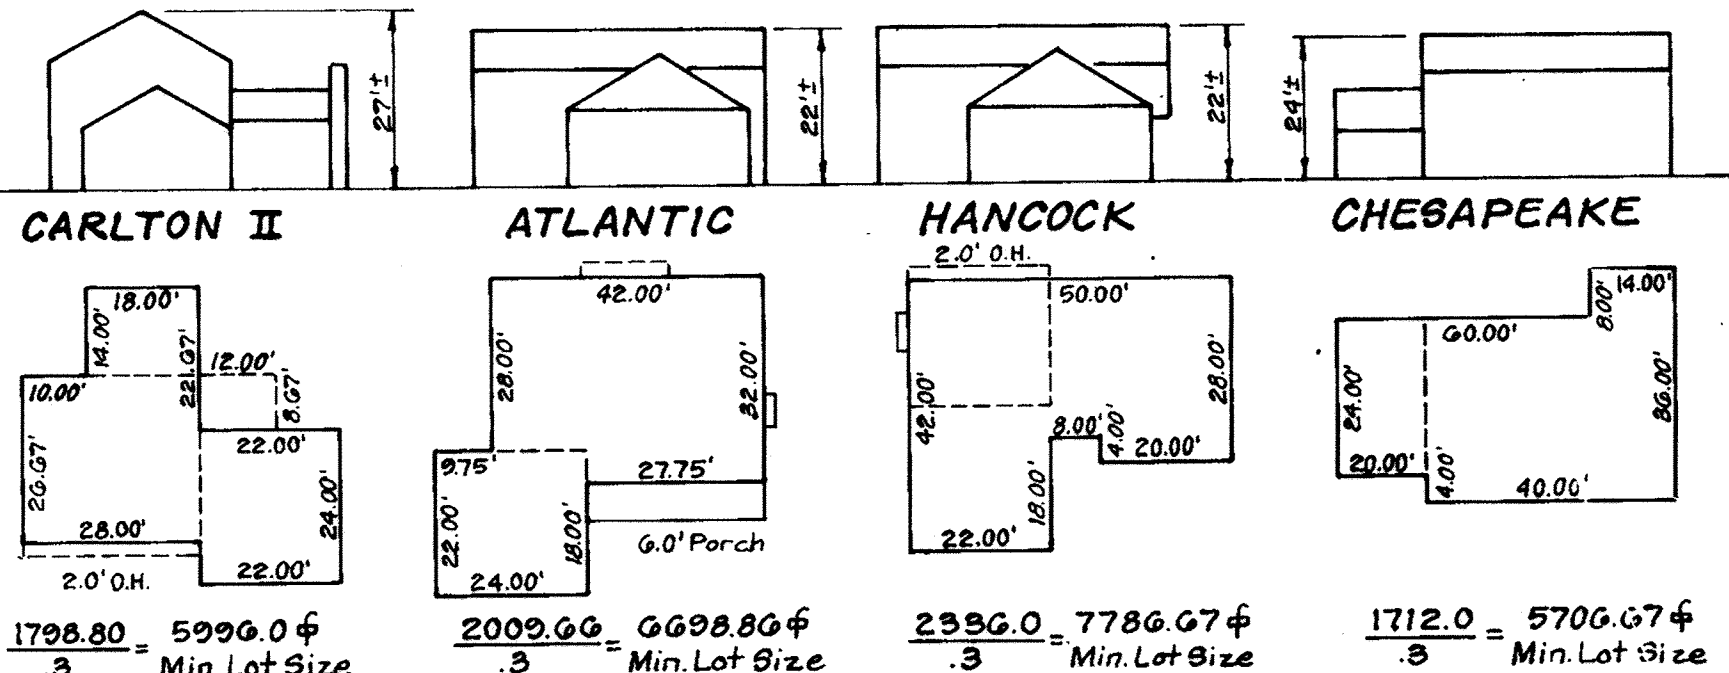 27'±
22'±
22'±
24'±
CARLTON II
ATLANTIC
HANCOCK
CHESAPEAKE
18.00'
14.00'
22.67'
12.00'
8.67'
10.00'
26.67'
22.00'
24.00'
28.00'
22.00'
2.0' O.H.
1798.80 = 5996.0 ⌽
.3 Min. Lot Size
42.00'
28.00'
32.00'
9.75'
27.75'
22.00'
18.00'
6.0' Porch
24.00'
2009.66 = 6698.86 ⌽
.3 Min. Lot Size
2.0' O.H.
50.00'
42.00'
28.00'
8.00'
4.00'
20.00'
18.00'
22.00'
2336.0 = 7786.67 ⌽
.3 Min. Lot Size
14.00'
8.00'
60.00'
24.00'
36.00'
20.00'
4.00'
40.00'
1712.0 = 5706.67 ⌽
.3 Min. Lot Size